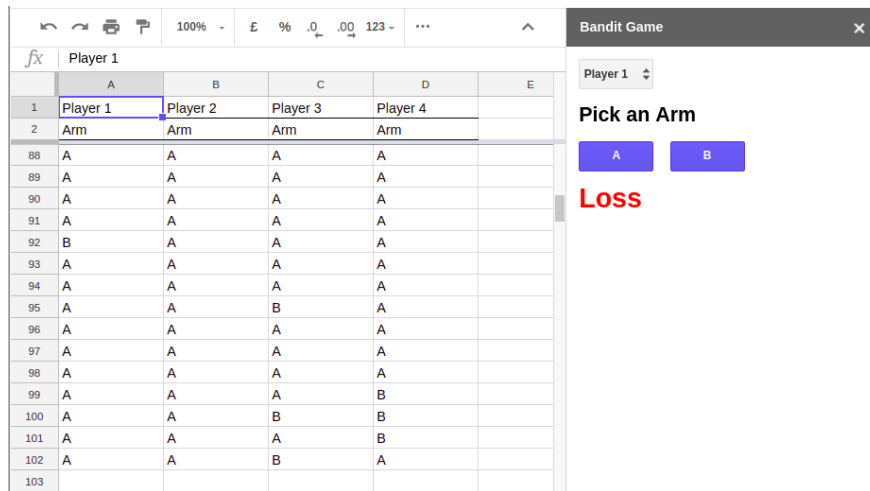 100% £ % .0 .00 123 ...
fx Player 1
A B C D E
1 Player 1 Player 2 Player 3 Player 4
2 Arm Arm Arm Arm
88 A A A A
89 A A A A
90 A A A A
91 A A A A
92 B A A A
93 A A A A
94 A A A A
95 A A B A
96 A A A A
97 A A A A
98 A A A A
99 A A A B
100 A A B B
101 A A A B
102 A A B A
103
Bandit Game ×
Player 1
Pick an Arm
A B
Loss